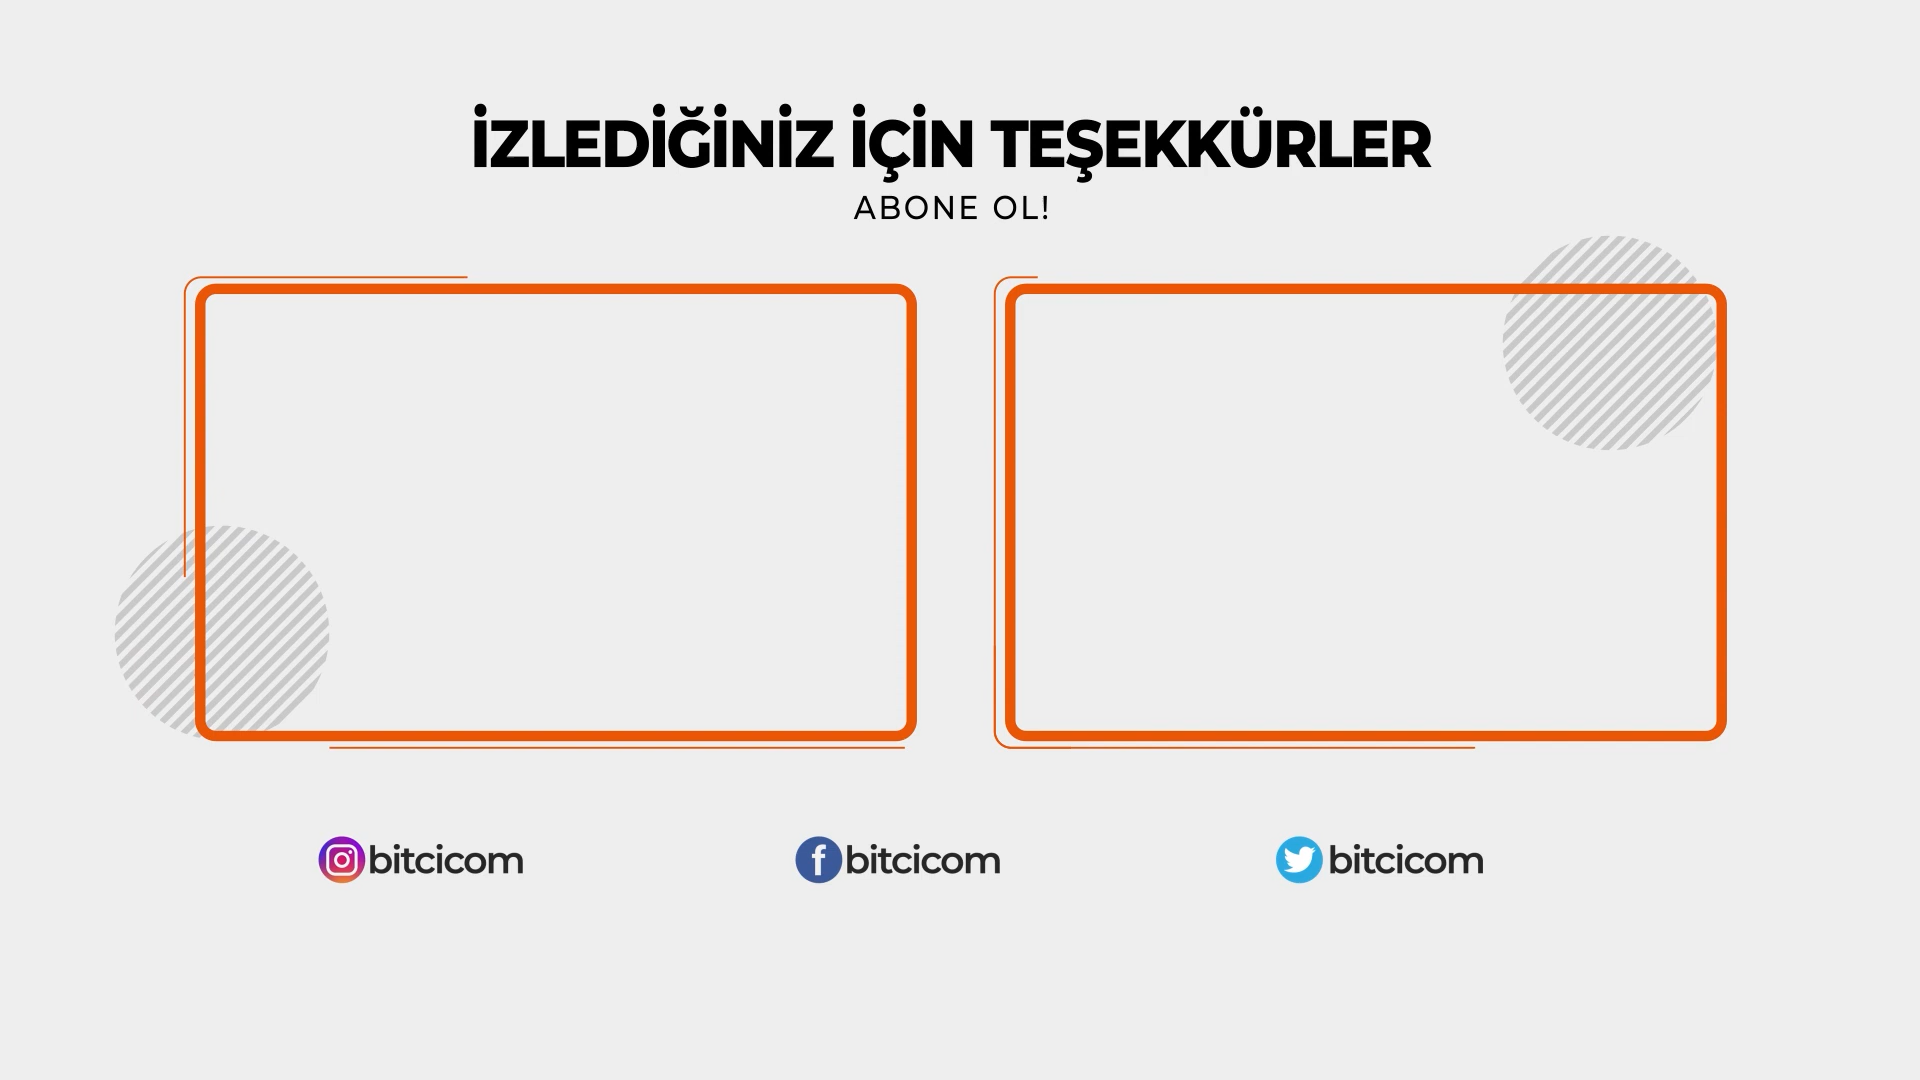 İZLEDİĞİNİZ İÇİN TEŞEKKÜRLER
ABONE OL!
bitcicom
bitcicom
bitcicom